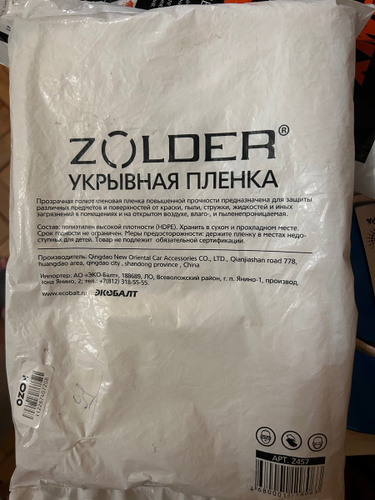 ZOLDER®
УКРЫВНАЯ ПЛЕНКА
Прозрачная полиэтиленовая пленка повышенной прочности предназначена для защиты
различных предметов и поверхностей от краски, пыли, стружки, жидкостей и иных
загрязнений в помещениях и на открытом воздухе, влаго-, и пыленепроницаемая.
Состав: полиэтилен высокой плотности (HDPE). Хранить в сухом и прохладном месте.
Срок годности не ограничен. Меры предосторожности: держите пленку в местах недо-
ступных для детей. Товар не подлежит обязательной сертификации.
Производитель: Qingdao New Oriental Car Accessories CO., LTD., Qianjiashan road 778,
huangdao area, qingdao city , shandong province , China
Импортер: АО «ЭКО-Балт», 188689, ЛО, Всеволожский район, г. п. Янино-1, производ.
зона Янино, 2; тел.: +7(812) 318-55-55.
www.ecobalt.ru ЭКОБАЛТ
OZO
АРТ. Z457